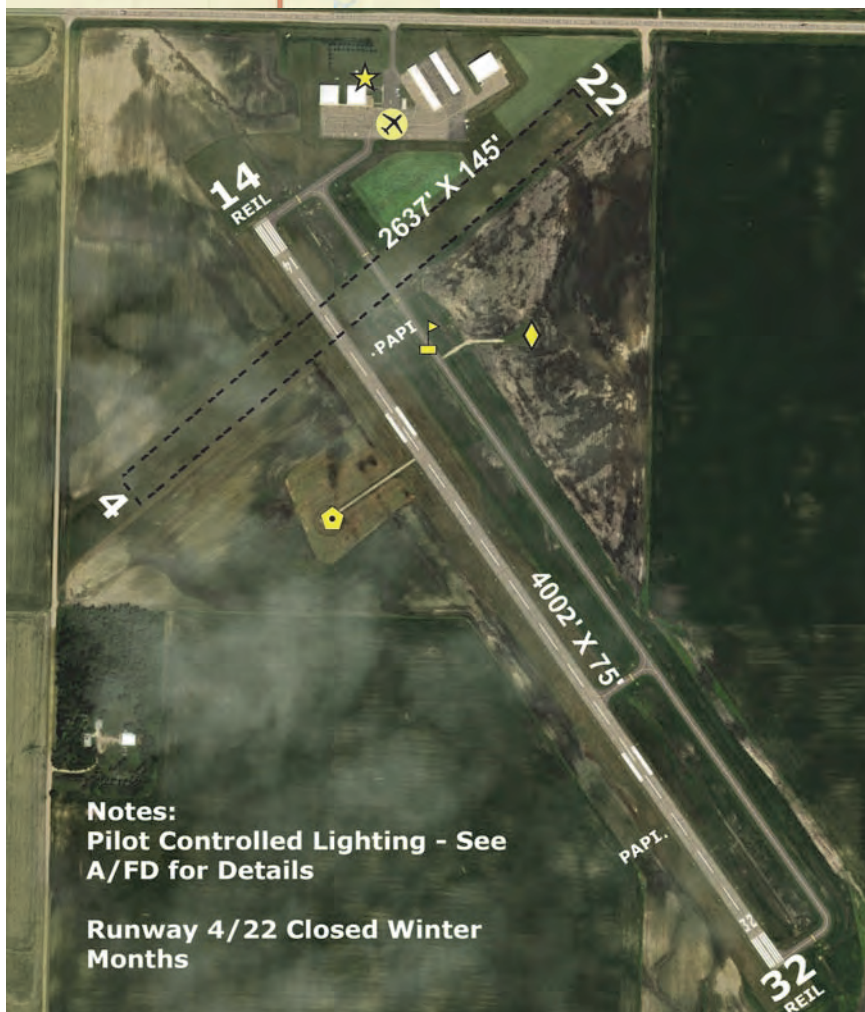 22
14
REIL
2637' X 145'
14
.PAPI
4
4002' X 75'
Notes:
Pilot Controlled Lighting - See
A/FD for Details
PAPI.
Runway 4/22 Closed Winter
Months
32
32
REIL